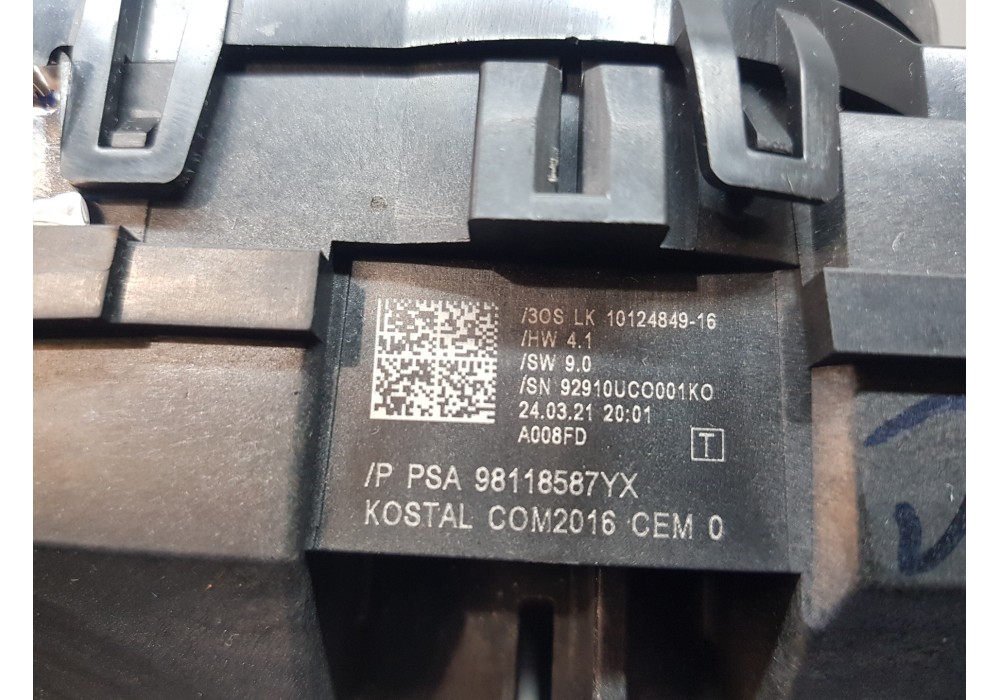 /3OS LK 10124849-16
/HW 4.1
/SW 9.0
/SN 92910UCO001KO
24.03.21 20:01
A008FD
T
/P PSA 98118587YX
KOSTAL COM2016 CEM 0